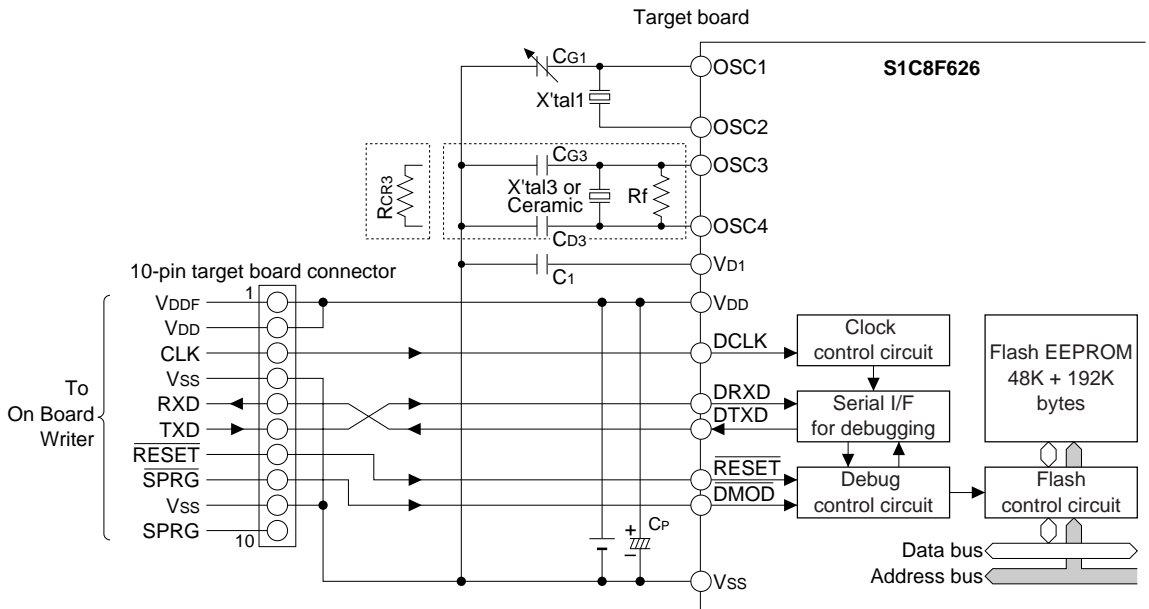 Target board
S1C8F626
CG1
OSC1
X'tal1
OSC2
CG3
OSC3
RCR3
X'tal3 or
Ceramic
Rf
OSC4
CD3
VD1
C1
10-pin target board connector
1
VDDF
VDD
VDD
CLK
DCLK
Clock
control circuit
Flash EEPROM
48K + 192K
bytes
VSS
To
On Board
Writer
RXD
DRXD
TXD
DTXD
Serial I/F
for debugging
RESET
RESET
SPRG
DMOD
Debug
control circuit
Flash
control circuit
VSS
SPRG
10
+
CP
−
Data bus
Address bus
VSS